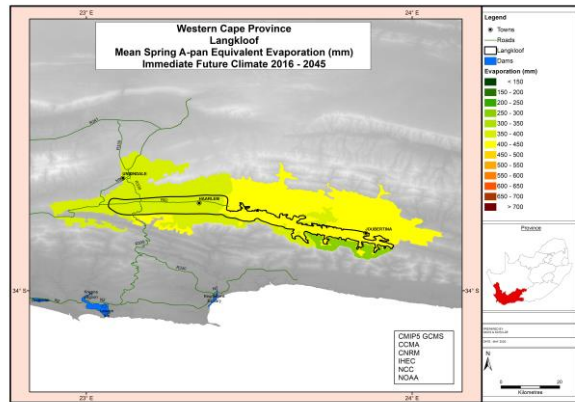 23° E
24° E
Western Cape Province
Langkloof
Mean Spring A-pan Equivalent Evaporation (mm)
Immediate Future Climate 2016 - 2045
UNIONDALE
HAARLEM
JOUBERTINA
34° S
34° S
CMIP5 GCMS
CCMA
CNRM
IHEC
NCC
NOAA
23° E
24° E
Legend
Towns
Roads
Langkloof
Dams
Evaporation (mm)
< 150
150 - 200
200 - 250
250 - 300
300 - 350
350 - 400
400 - 450
450 - 500
500 - 550
550 - 600
600 - 650
650 - 700
> 700
Province
N
0
20
Kilometres